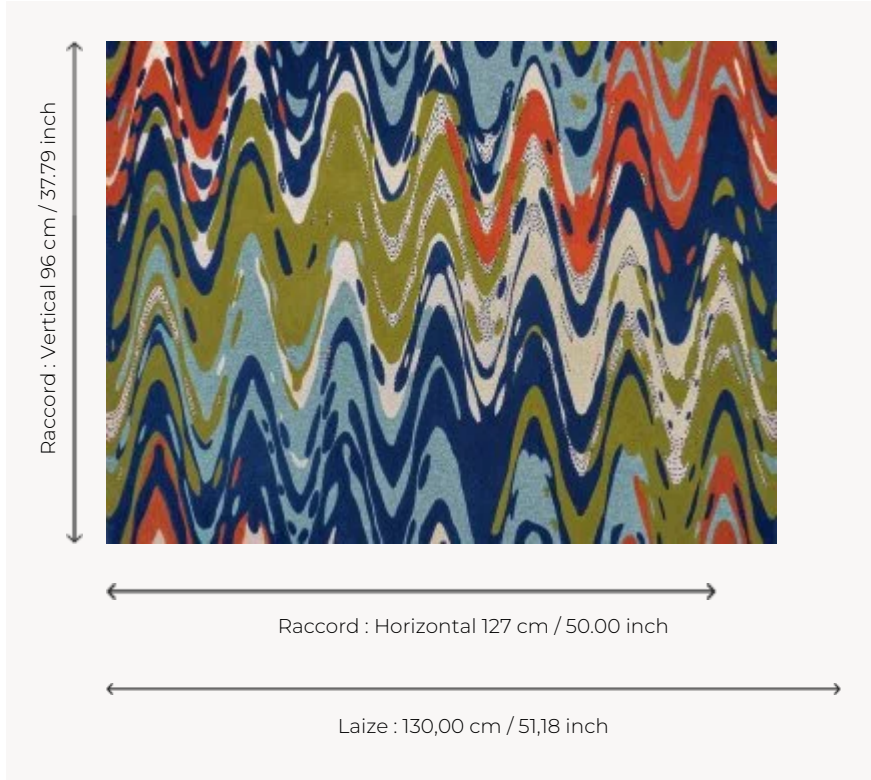 Raccord : Vertical 96 cm / 37.79 inch
Raccord : Horizontal 127 cm / 50.00 inch
Laize : 130,00 cm / 51,18 inch